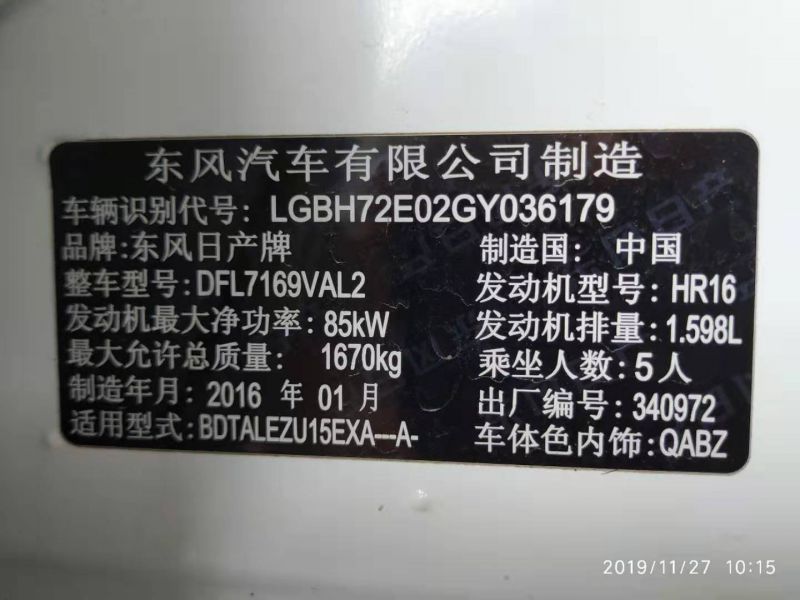 东风汽车有限公司制造
车辆识别代号: LGBH72E02GY036179
品牌:东风日产牌 制造国: 中国
整车型号:DFL7169VAL2 发动机型号: HR16
发动机最大净功率: 85kW 发动机排量: 1.598L
最大允许总质量: 1670kg 乘坐人数: 5人
制造年月: 2016 年 01月 出厂编号: 340972
适用型式: BDTALEZU15EXA---A- 车体色内饰: QABZ
2019/11/27 10:15